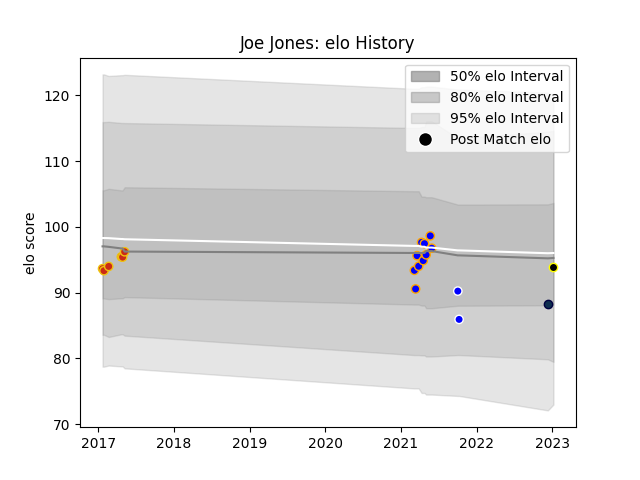 Joe Jones: elo History
50% elo Interval
80% elo Interval
95% elo Interval
Post Match elo
elo score
120
110
100
90
80
70
2017 2018 2019 2020 2021 2022 2023